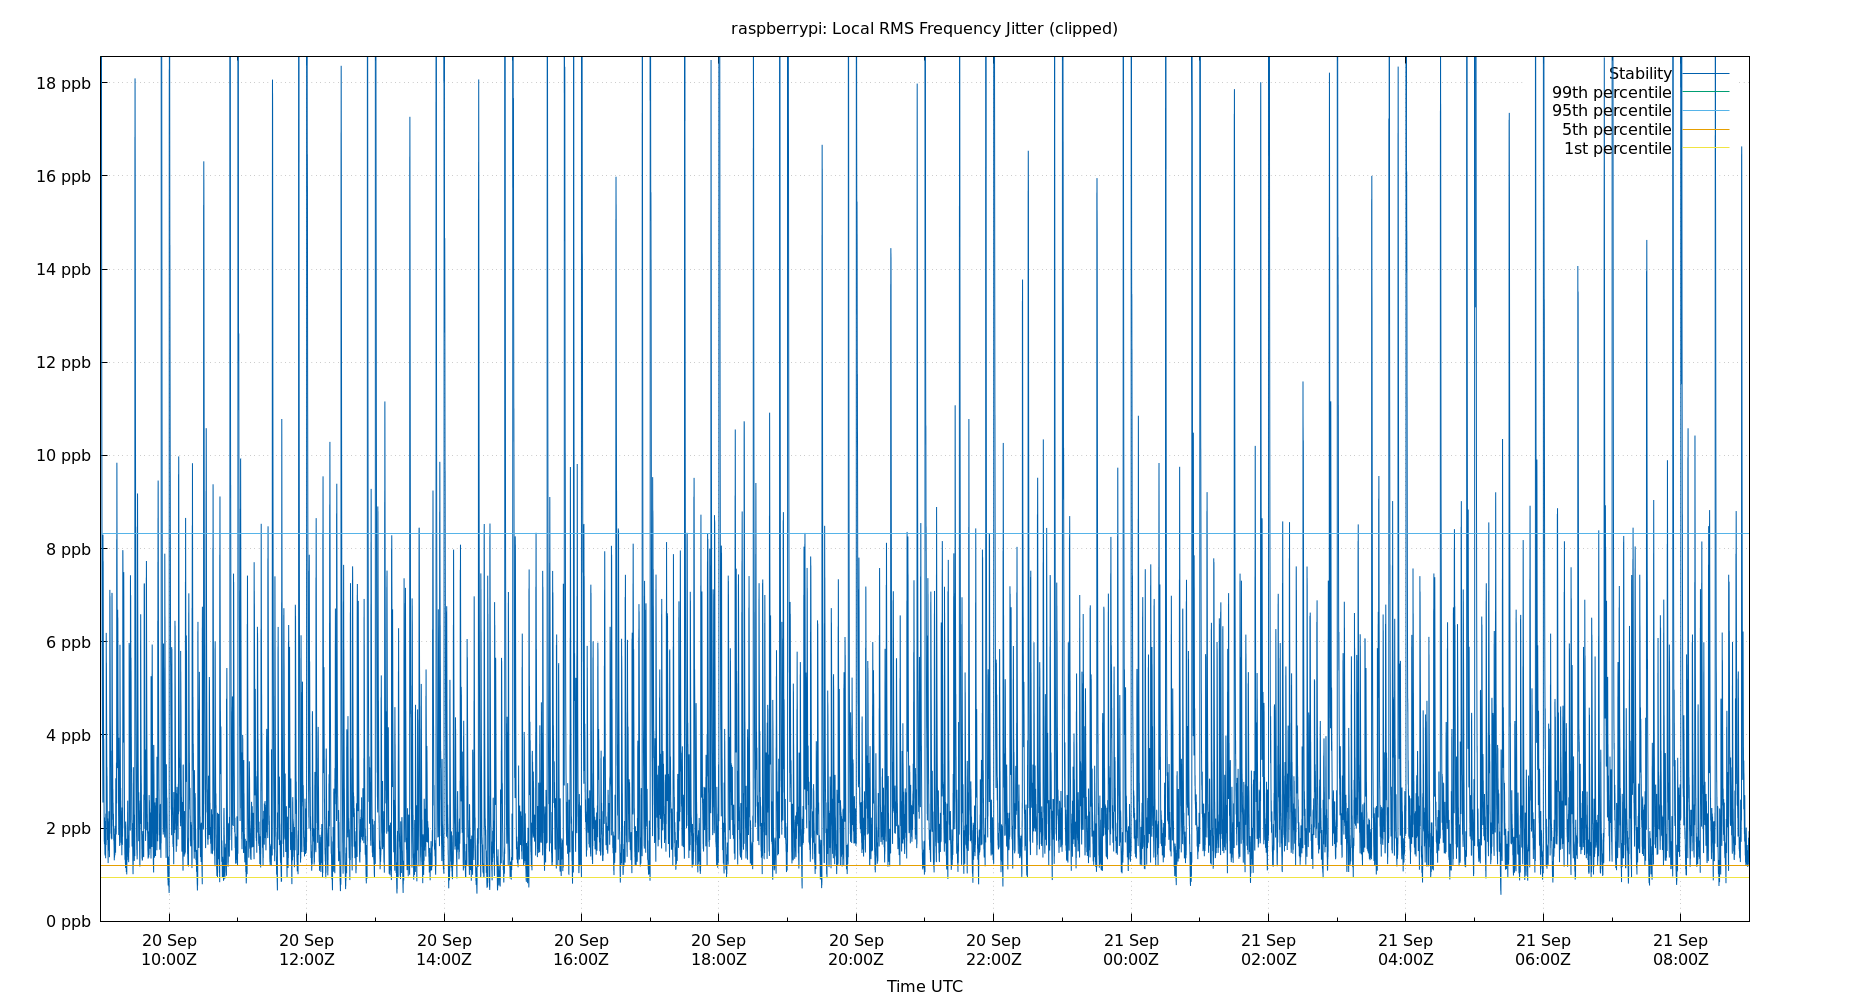 raspberrypi: Local RMS Frequency Jitter (clipped)
18 ppb
16 ppb
14 ppb
12 ppb
10 ppb
8 ppb
6 ppb
4 ppb
2 ppb
0 ppb
Stability
99th percentile
95th percentile
5th percentile
1st percentile
20 Sep 20 Sep 20 Sep 20 Sep 20 Sep 20 Sep 20 Sep 21 Sep 21 Sep 21 Sep 21 Sep 21 Sep
10:00Z 12:00Z 14:00Z 16:00Z 18:00Z 20:00Z 22:00Z 00:00Z 02:00Z 04:00Z 06:00Z 08:00Z
Time UTC